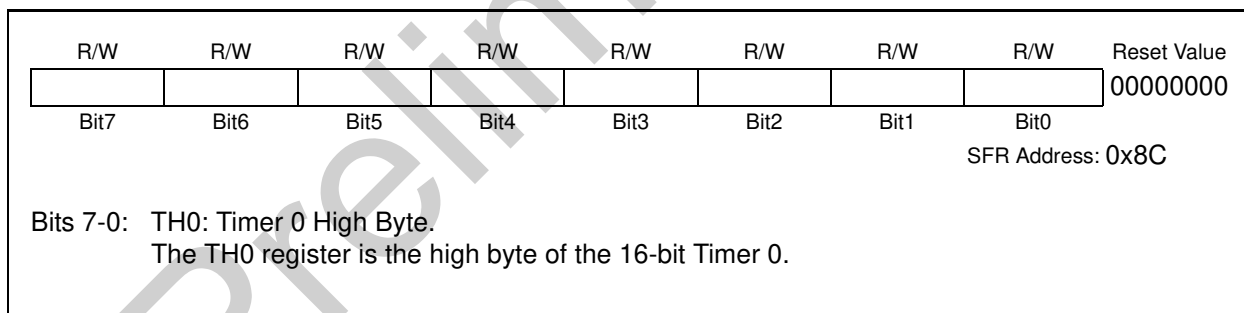 R/W R/W R/W R/W R/W R/W R/W R/W Reset Value
00000000
Bit7 Bit6 Bit5 Bit4 Bit3 Bit2 Bit1 Bit0
SFR Address: 0x8C
Bits 7-0: TH0: Timer 0 High Byte.
The TH0 register is the high byte of the 16-bit Timer 0.
Prelim